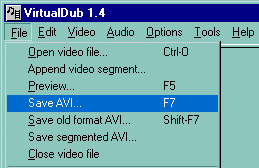 VirtualDub 1.4
File Edit Video Audio Options Tools Help
Open video file... Ctrl-O
Append video segment...
Preview... F5
Save AVI... F7
Save old format AVI... Shift-F7
Save segmented AVI...
Close video file